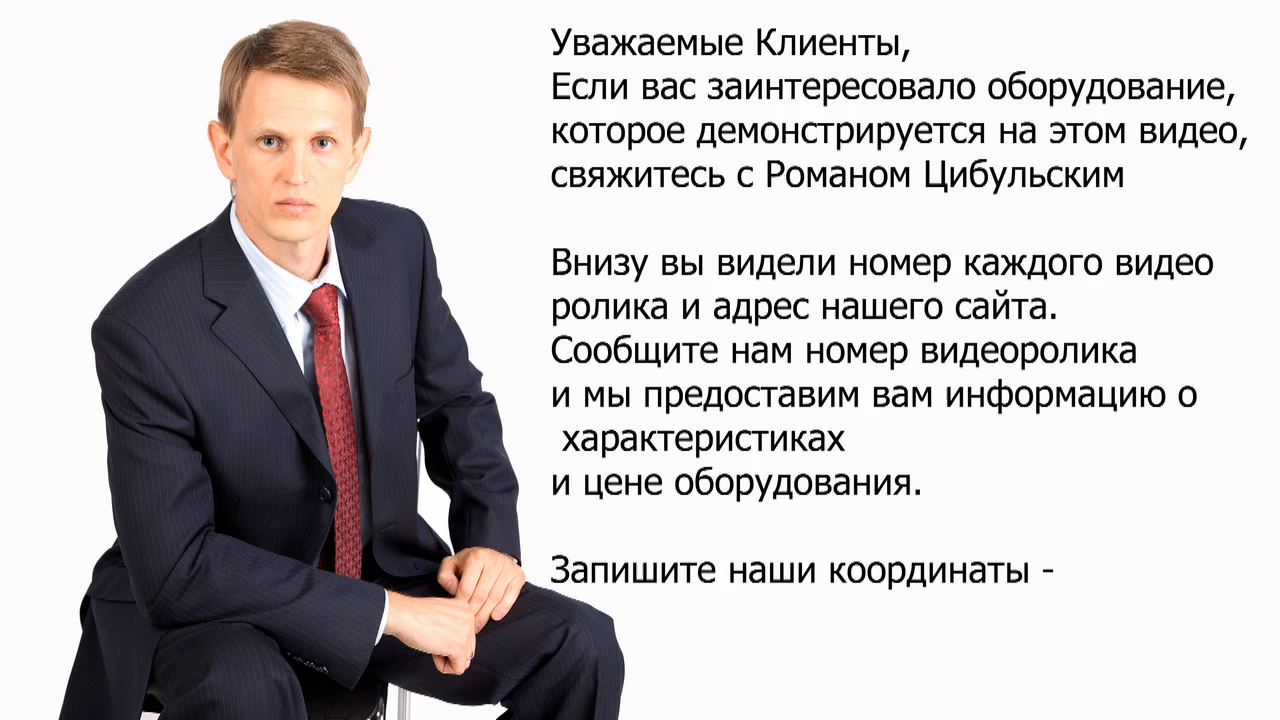 Уважаемые Клиенты,
Если вас заинтересовало оборудование,
которое демонстрируется на этом видео,
свяжитесь с Романом Цибульским
Внизу вы видели номер каждого видео
ролика и адрес нашего сайта.
Сообщите нам номер видеоролика
и мы предоставим вам информацию о
характеристиках
и цене оборудования.
Запишите наши координаты -